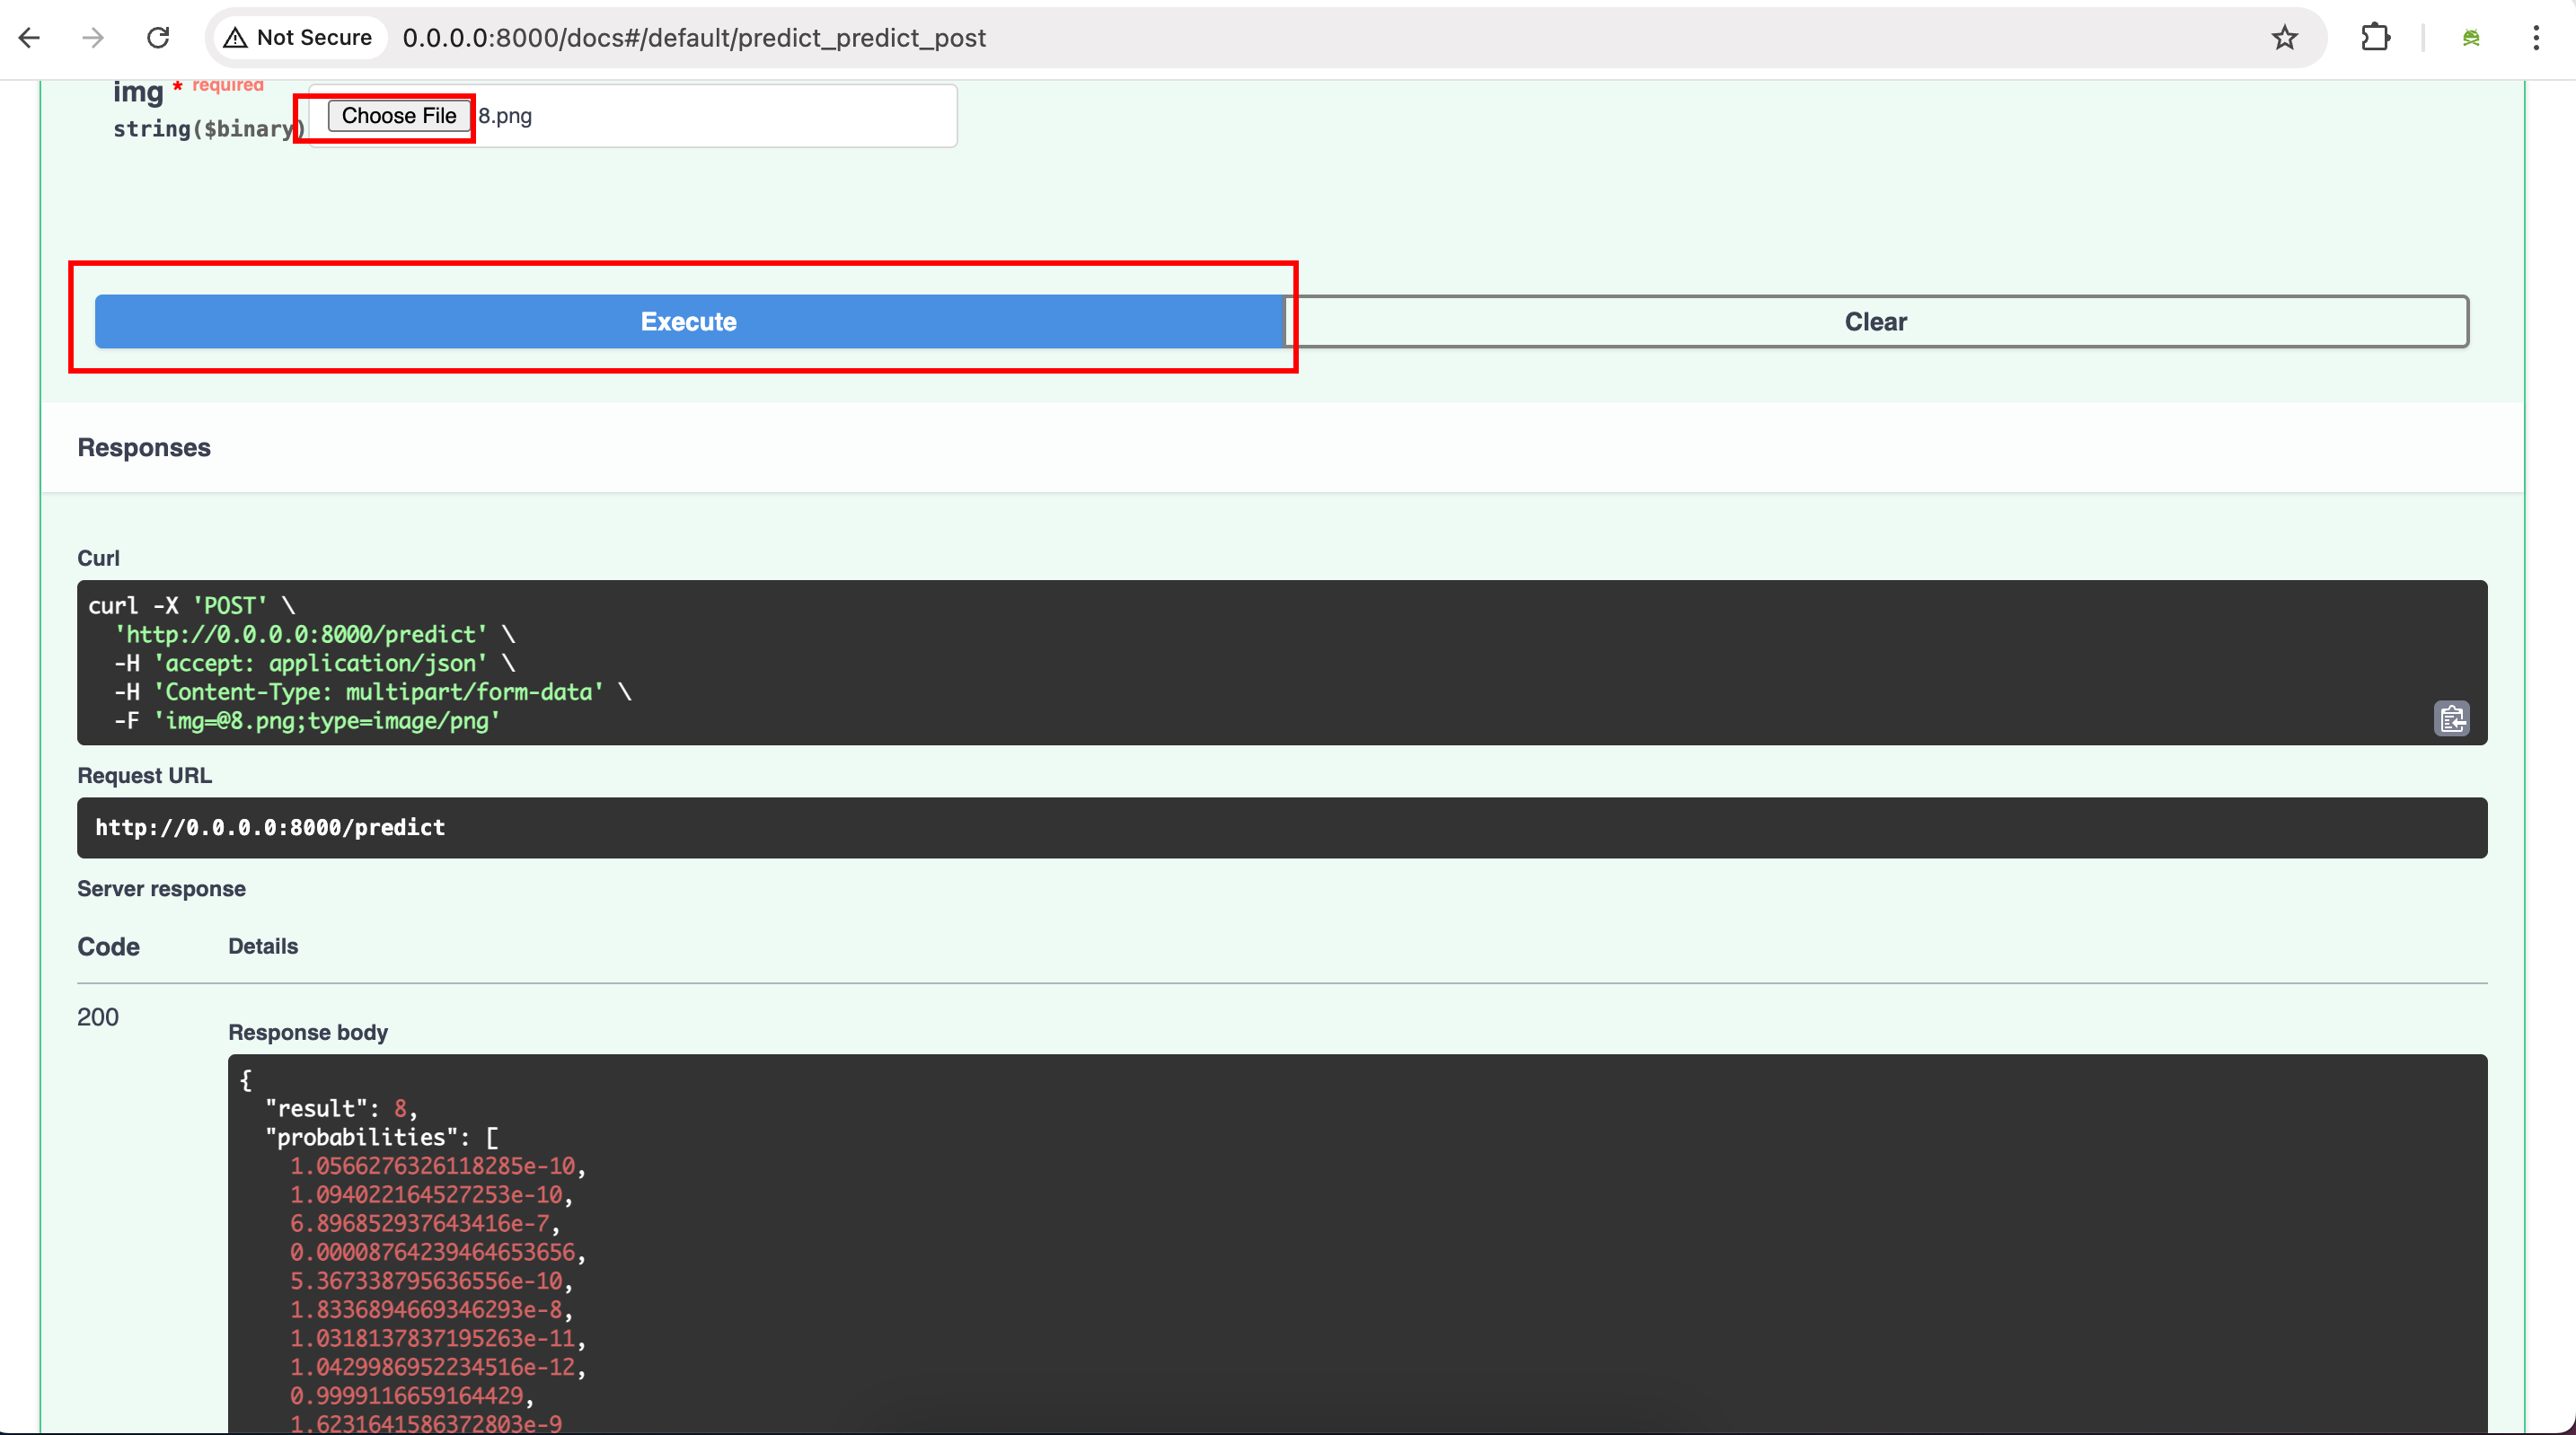 Not Secure 0.0.0.0:8000/docs#/default/predict_predict_post
img * required
string($binary)
Choose File 8.png
Execute Clear
Responses
Curl
curl -X 'POST' \
'http://0.0.0.0:8000/predict' \
-H 'accept: application/json' \
-H 'Content-Type: multipart/form-data' \
-F 'img=@8.png;type=image/png'
Request URL
http://0.0.0.0:8000/predict
Server response
Code Details
200
Response body
{
"result": 8,
"probabilities": [
1.0566276326118285e-10,
1.094022164527253e-10,
6.896852937643416e-7,
0.00008764239464653656,
5.367338795636556e-10,
1.8336894669346293e-8,
1.0318137837195263e-11,
1.0429986952234516e-12,
0.9999116659164429,
1.6231641586372803e-9